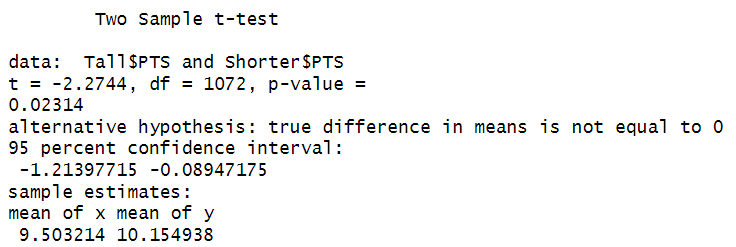 Two Sample t-test
data: Tall$PTS and Shorter$PTS
t = -2.2744, df = 1072, p-value =
0.02314
alternative hypothesis: true difference in means is not equal to 0
95 percent confidence interval:
-1.21397715 -0.08947175
sample estimates:
mean of x mean of y
9.503214 10.154938